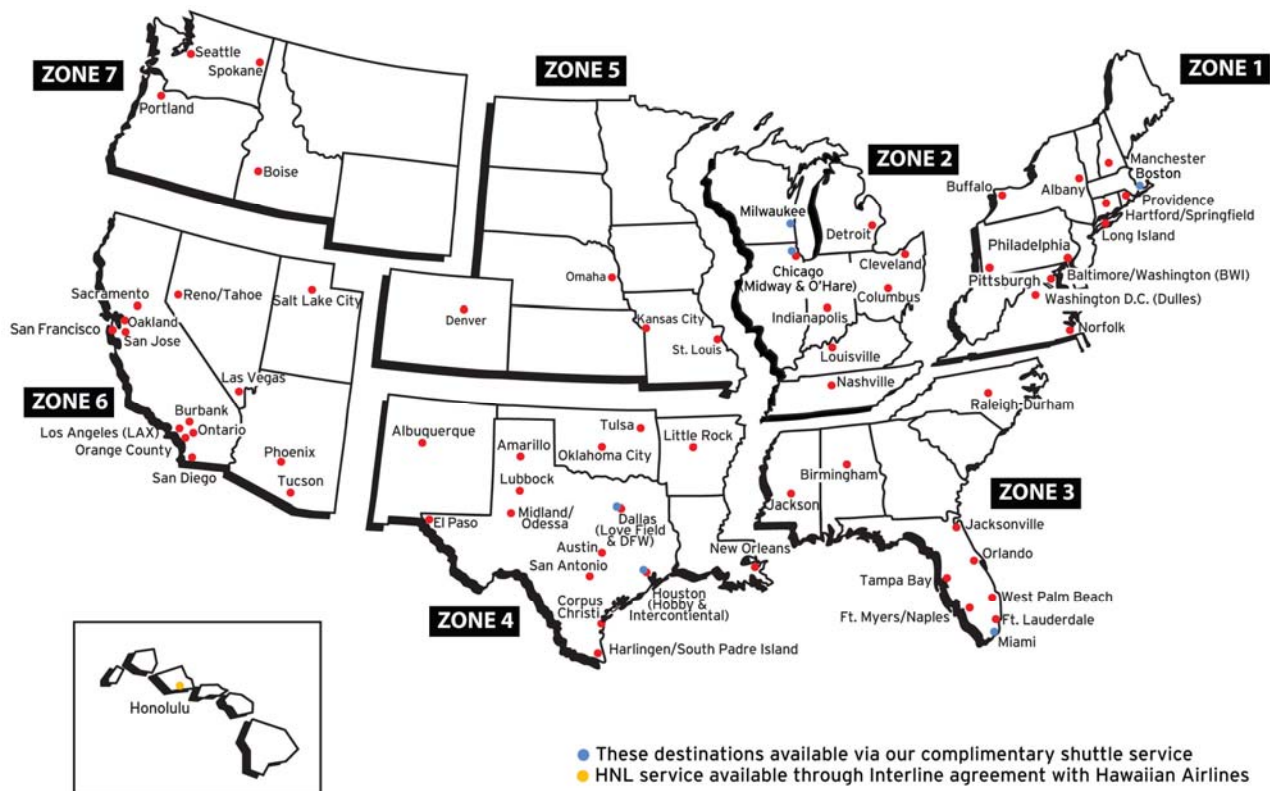 ZONE 7
Seattle
Spokane
Portland
Boise
ZONE 5
Omaha
Denver
Kansas City
St. Louis
ZONE 2
Milwaukee
Detroit
Chicago
(Midway & O'Hare)
Cleveland
Columbus
Indianapolis
Louisville
Nashville
ZONE 1
Manchester
Boston
Buffalo
Albany
Providence
Hartford/Springfield
Long Island
Philadelphia
Pittsburgh
Baltimore/Washington (BWI)
Washington D.C. (Dulles)
Norfolk
Sacramento
Reno/Tahoe
Salt Lake City
San Francisco
Oakland
San Jose
Las Vegas
ZONE 6
Burbank
Los Angeles (LAX)
Ontario
Orange County
San Diego
Phoenix
Tucson
Albuquerque
Amarillo
Tulsa
Oklahoma City
Little Rock
Lubbock
El Paso
Midland/
Odessa
Dallas
(Love Field
& DFW)
Austin
San Antonio
New Orleans
Houston
(Hobby &
Intercontiental)
Corpus
Christi
ZONE 4
Harlingen/South Padre Island
Raleigh-Durham
Birmingham
Jackson
ZONE 3
Jacksonville
Orlando
Tampa Bay
West Palm Beach
Ft. Myers/Naples
Ft. Lauderdale
Miami
Honolulu
These destinations available via our complimentary shuttle service
HNL service available through Interline agreement with Hawaiian Airlines